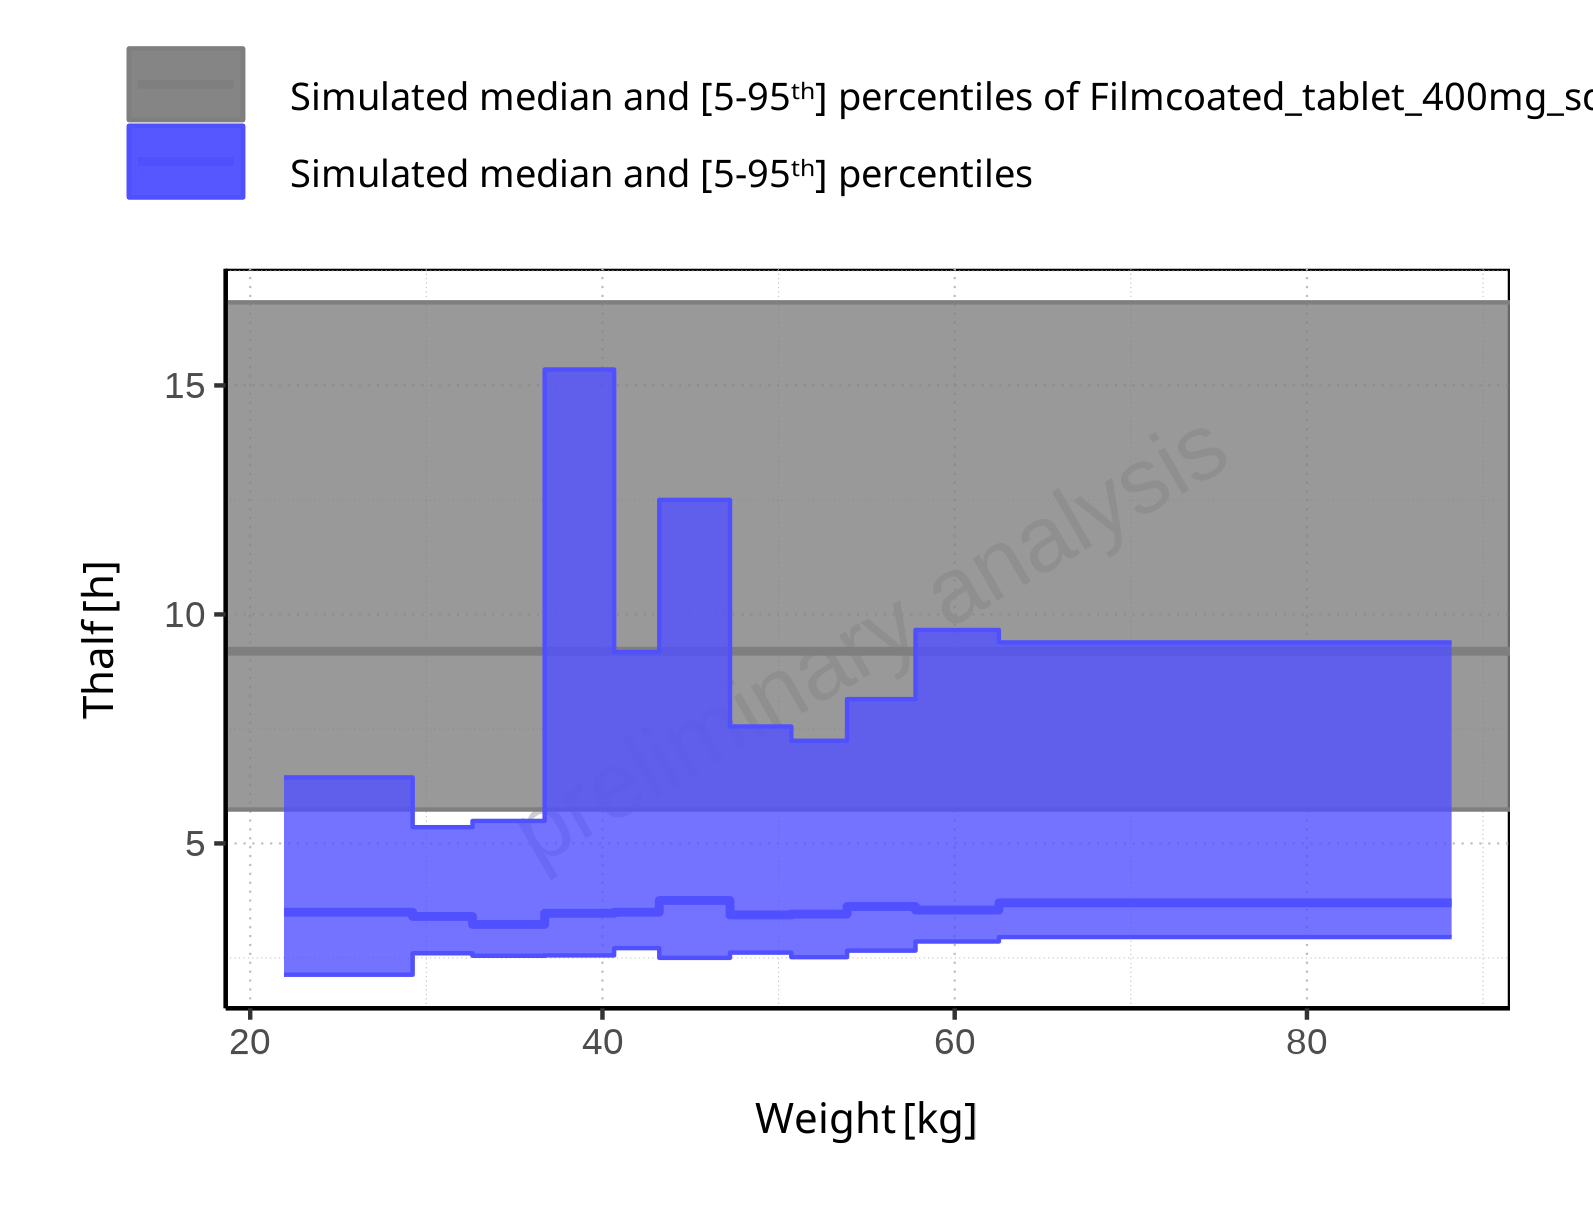 Simulated median and [5-95th] percentiles of Filmcoated_tablet_400mg_sd
Simulated median and [5-95th] percentiles
15
10
5
Thalf [h]
preliminary analysis
20 40 60 80
Weight [kg]